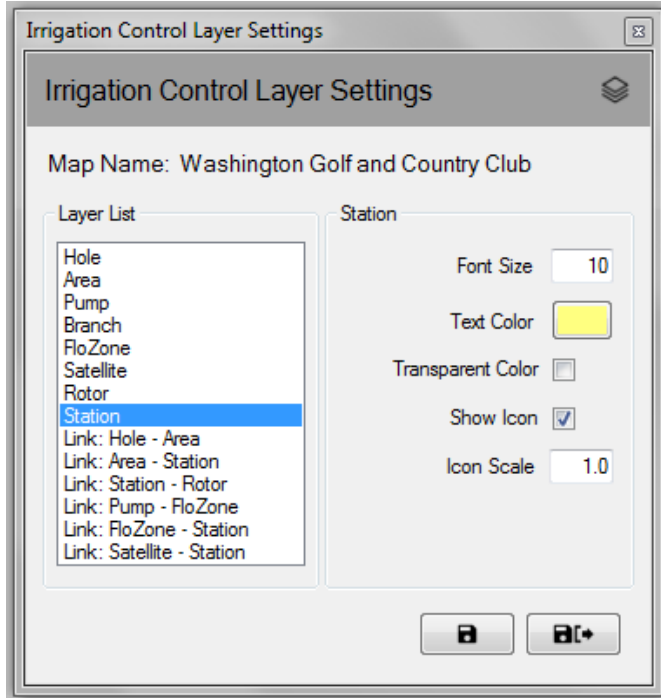 Irrigation Control Layer Settings
Irrigation Control Layer Settings
Map Name: Washington Golf and Country Club
Layer List
Hole
Area
Pump
Branch
FloZone
Satellite
Rotor
Station
Link: Hole - Area
Link: Area - Station
Link: Station - Rotor
Link: Pump - FloZone
Link: FloZone - Station
Link: Satellite - Station
Station
Font Size 10
Text Color
Transparent Color
Show Icon
Icon Scale 1.0